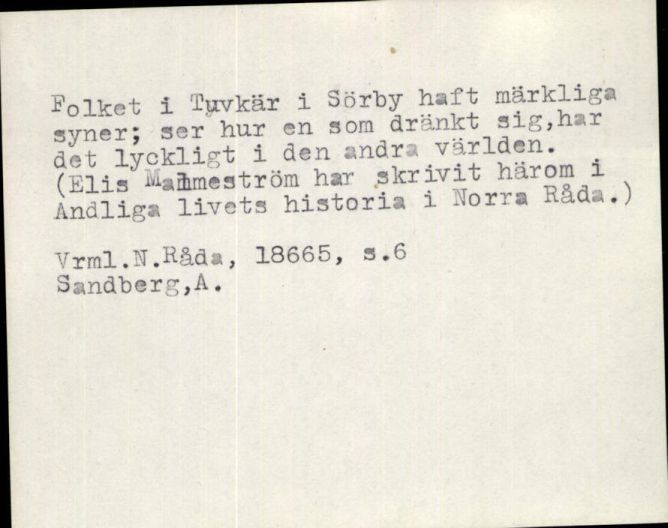 Folket i Tyvkär i Sörby haft märkliga
syner; ser hur en som dränkt sig,har
det lyckligt i den andra världen.
(Elis Malmeström har skrivit härom i
Andliga livets historia i Norra Råda.)
Vrml.N.Råda, 18665, s.6
Sandberg,A.